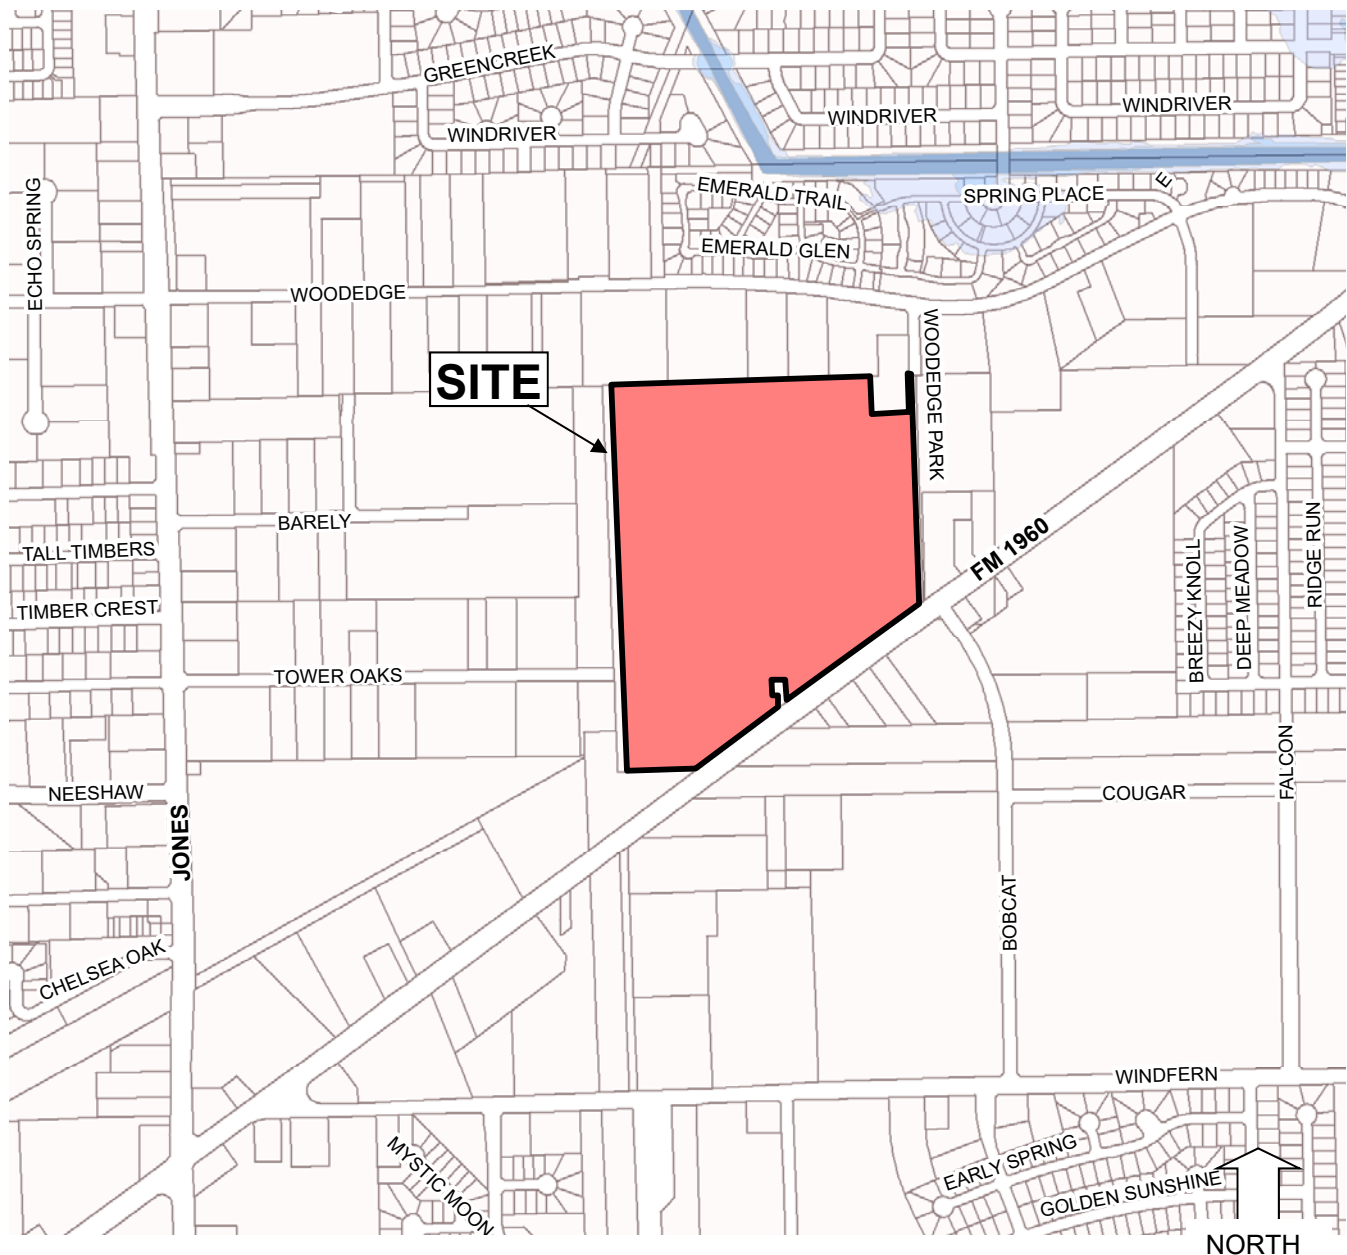 GREENCREEK
WINDRIVER
WINDRIVER
WINDRIVER
ECHO SPRING
EMERALD TRAIL
SPRING PLACE
E
EMERALD GLEN
WOODEDGE
WOODEDGE PARK
SITE
BARELY
TALL TIMBERS
FM 1960
TIMBER CREST
BREEZY KNOLL
DEEP MEADOW
RIDGE RUN
TOWER OAKS
NEESHAW
JONES
COUGAR
FALCON
BOBCAT
CHELSEA OAK
WINDFERN
MYSTIC MOON
EARLY SPRING
GOLDEN SUNSHINE
NORTH